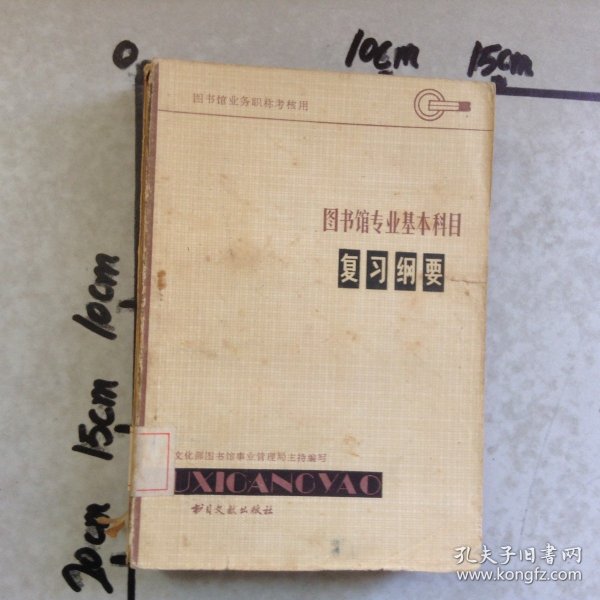 0
10cm
15cm
图书馆业务职称考核用
图书馆专业基本科目
复习纲要
10cm
15cm
20cm
文化部图书馆事业管理局主持编写
UXIGANGYAO
书目文献出版社
孔夫子旧书网
www.kongfz.com